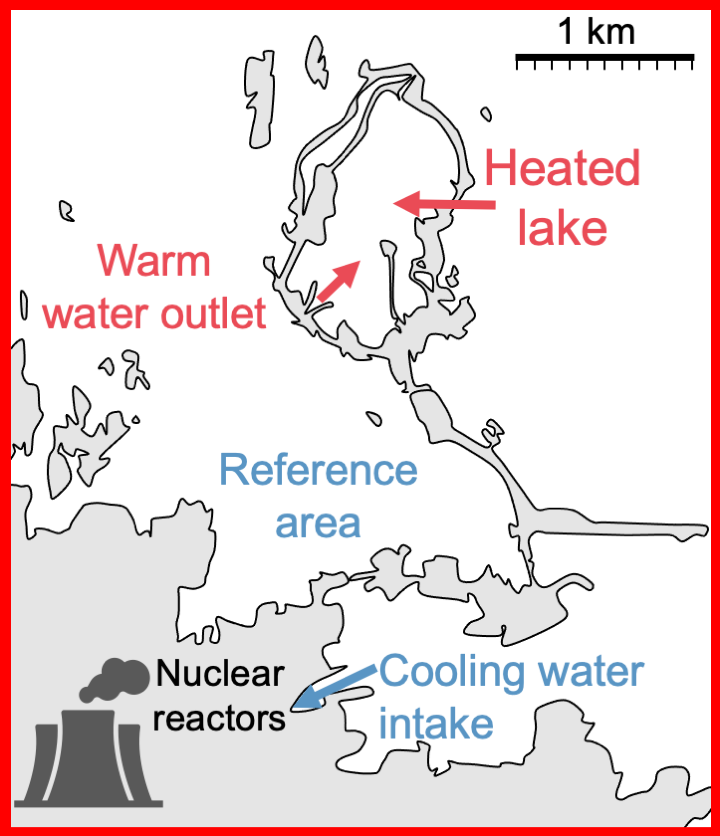 1 km
Heated
lake
Warm
water outlet
Reference
area
Nuclear
reactors
Cooling water
intake